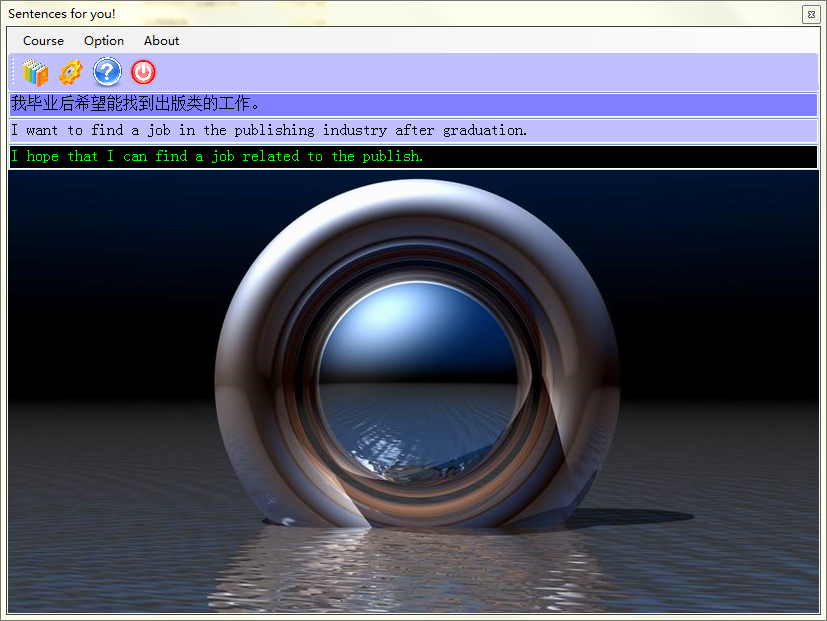 Sentences for you!
Course Option About
我毕业后希望能找到出版类的工作。
I want to find a job in the publishing industry after graduation.
I hope that I can find a job related to the publish.